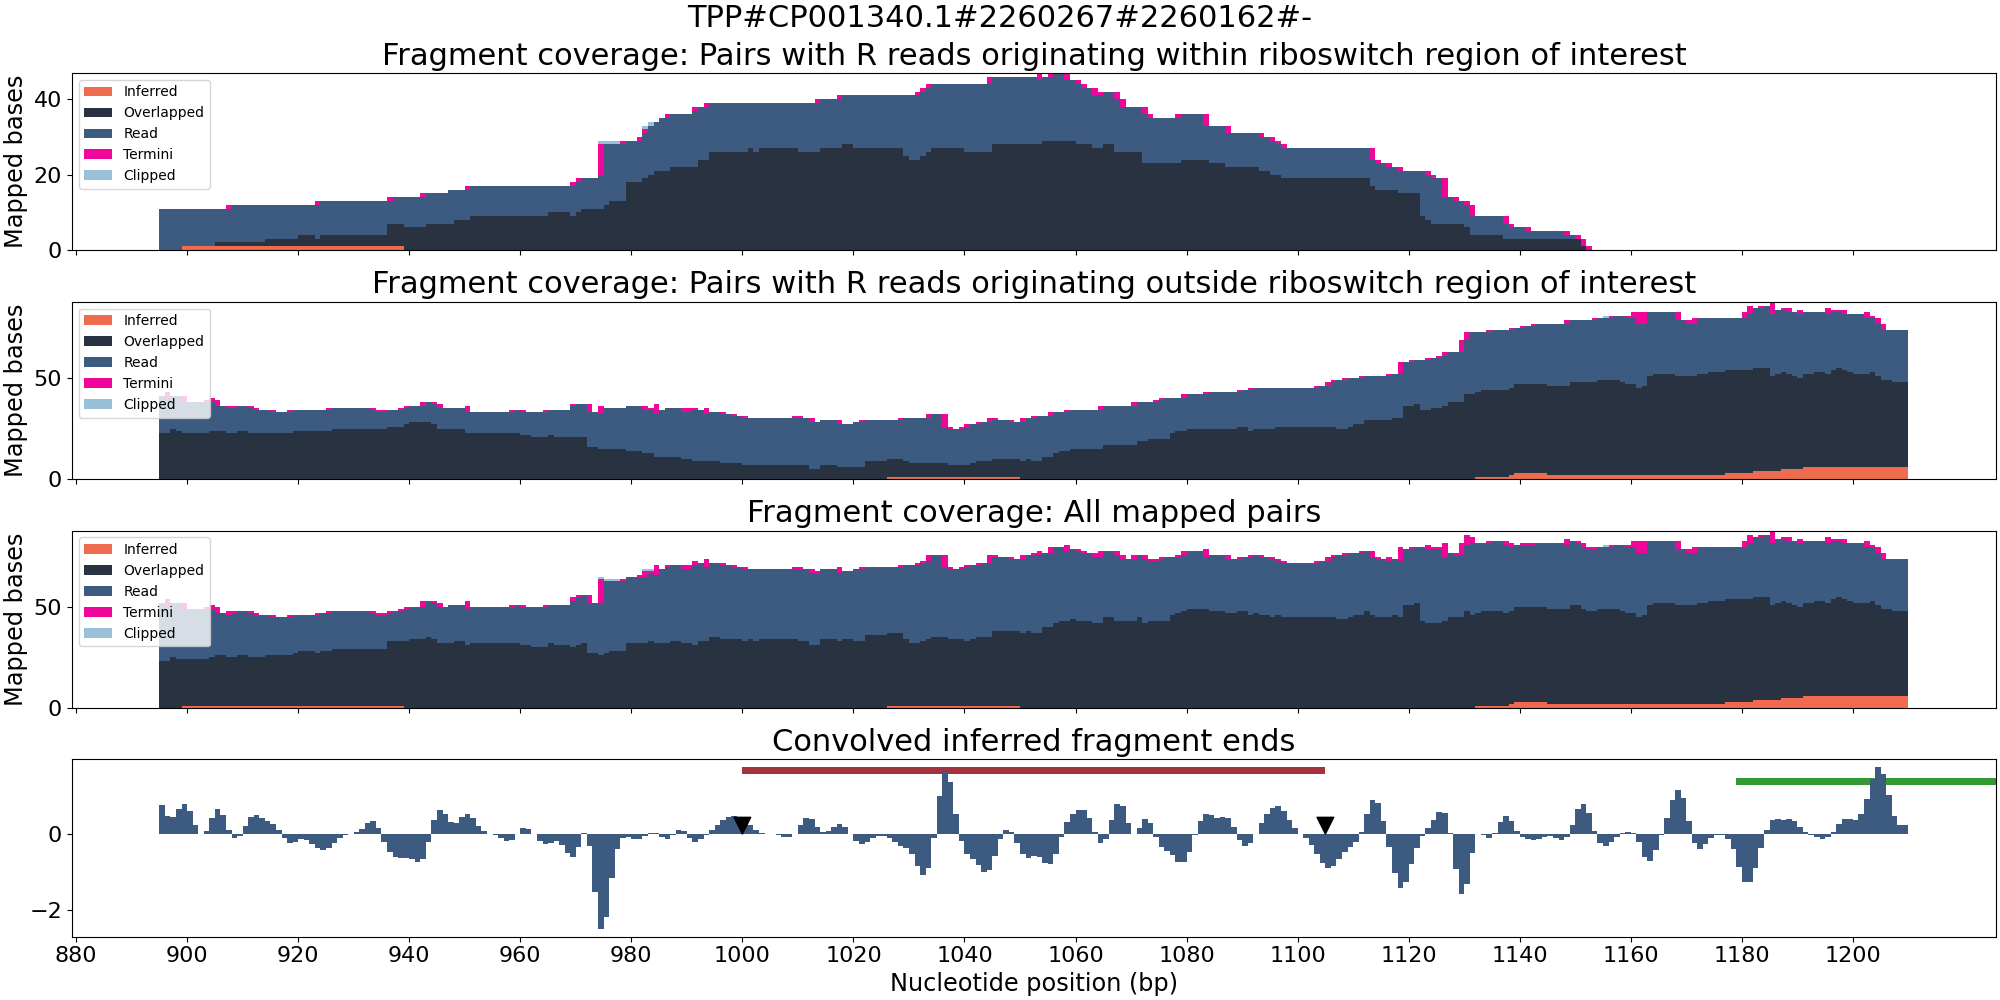 TPP#CP001340.1#2260267#2260162#-
Fragment coverage: Pairs with R reads originating within riboswitch region of interest
Mapped bases
40
20
0
Inferred
Overlapped
Read
Termini
Clipped
Fragment coverage: Pairs with R reads originating outside riboswitch region of interest
Mapped bases
50
0
Inferred
Overlapped
Read
Termini
Clipped
Fragment coverage: All mapped pairs
Mapped bases
50
0
Inferred
Overlapped
Read
Termini
Clipped
Convolved inferred fragment ends
0
−2
880 900 920 940 960 980 1000 1020 1040 1060 1080 1100 1120 1140 1160 1180 1200
Nucleotide position (bp)